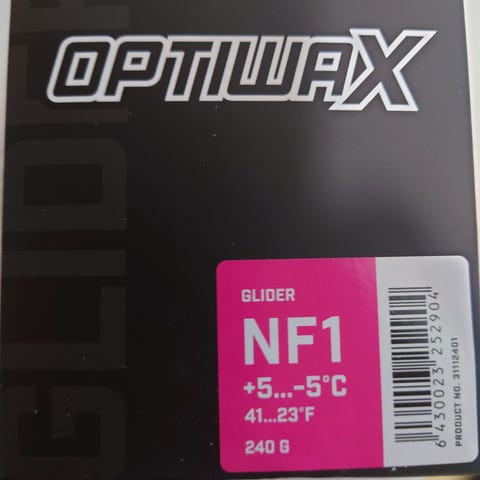 OPTIWAX
GLIDER
GLIDER
NF1
+5...-5°C
41...23°F
240 G
6 430023 252904
PRODUCT NO. 31112401